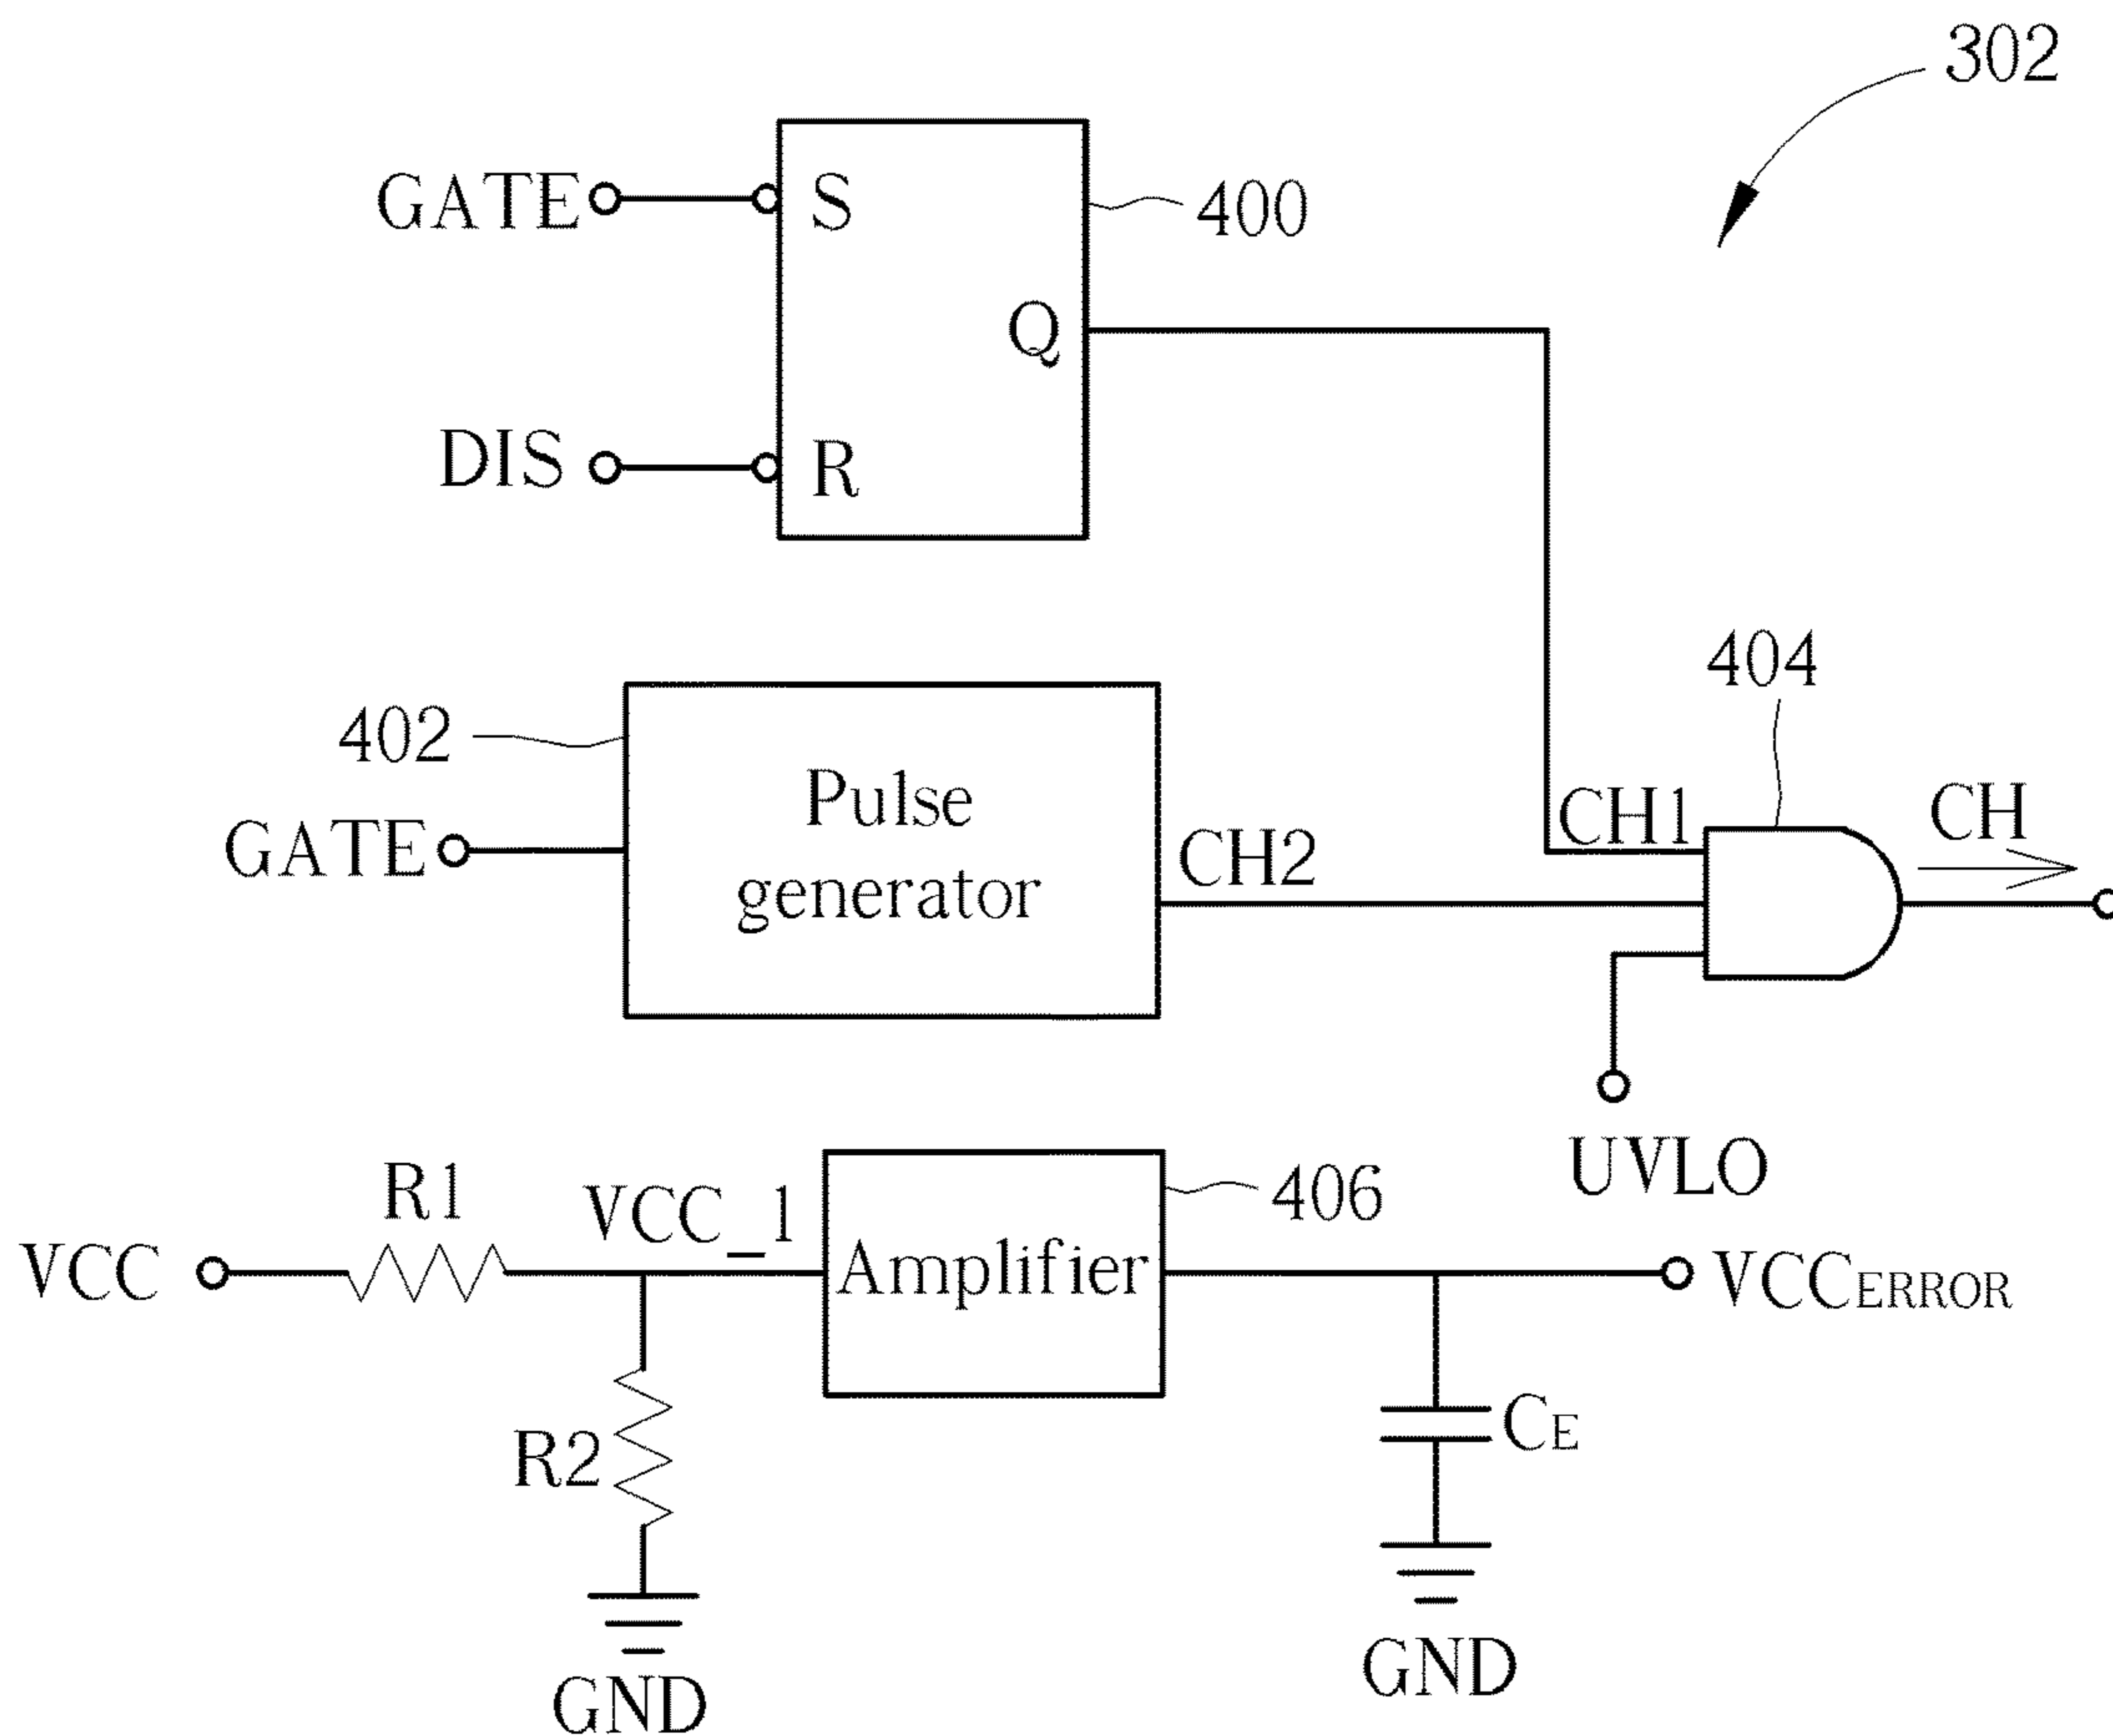 302
GATE
S
400
Q
DIS
R
404
402
Pulse
generator
GATE
CH2
CH1
CH
UVLO
R1
VCC_1
406
VCC
Amplifier
VCCERROR
R2
CE
GND
GND